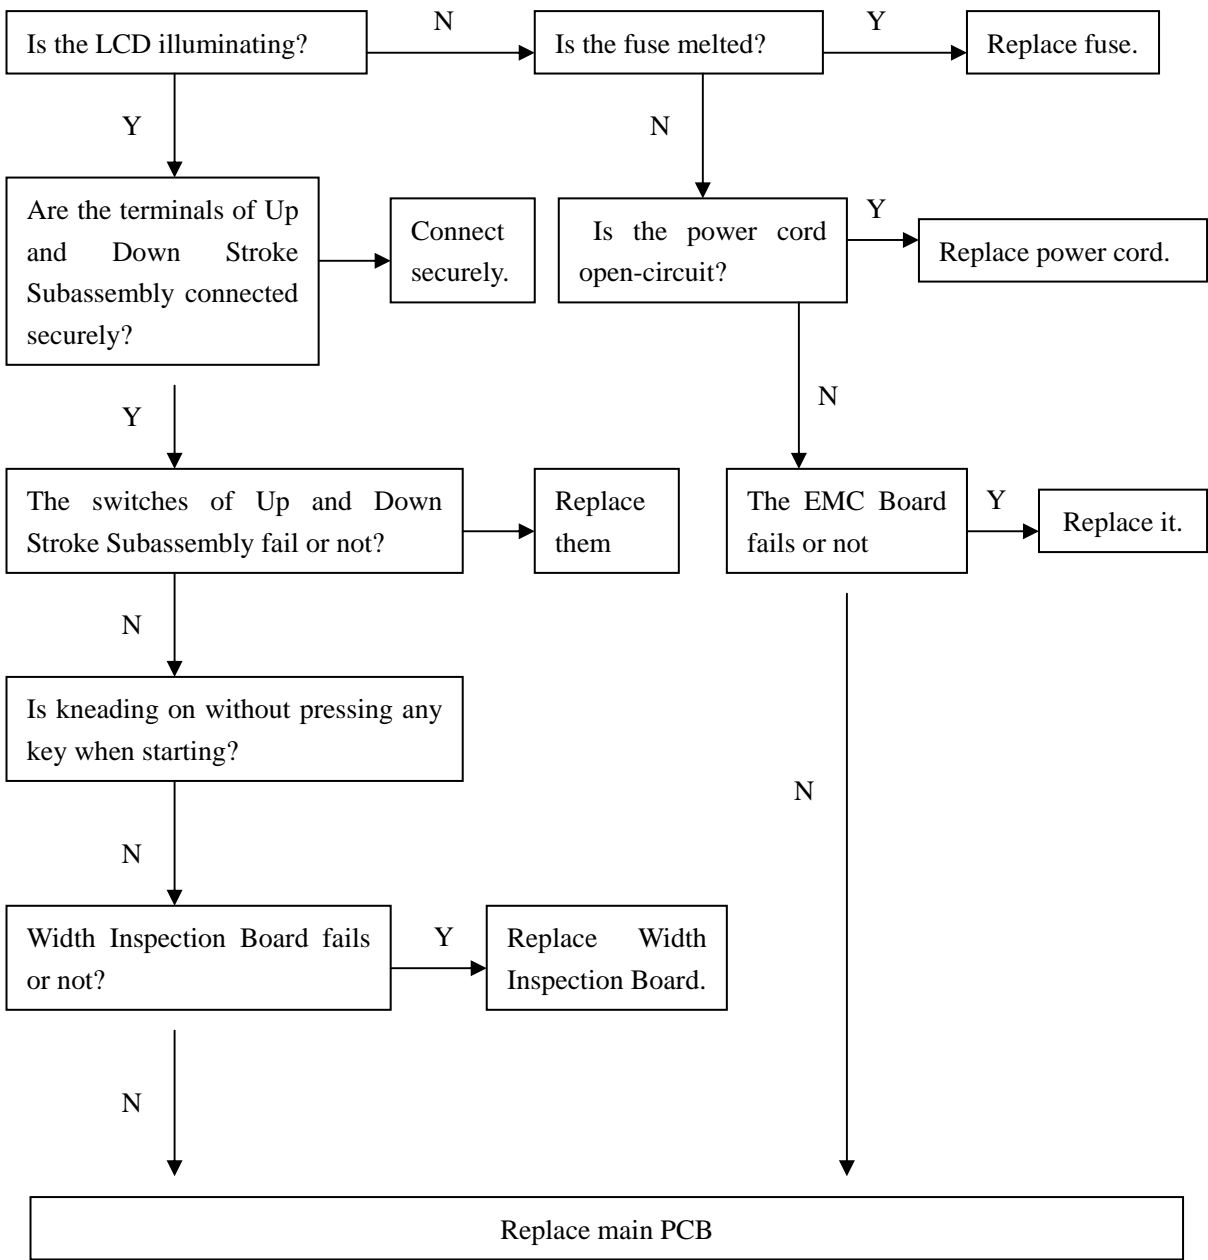 Is the LCD illuminating?
N
Is the fuse melted?
Y
Replace fuse.
Y
N
Are the terminals of Up
and Down Stroke
Subassembly connected
securely?
Connect
securely.
Is the power cord
open-circuit?
Y
Replace power cord.
Y
N
The switches of Up and Down
Stroke Subassembly fail or not?
Replace
them
The EMC Board
fails or not
Y
Replace it.
N
Is kneading on without pressing any
key when starting?
N
N
Width Inspection Board fails
or not?
Y
Replace Width
Inspection Board.
N
Replace main PCB